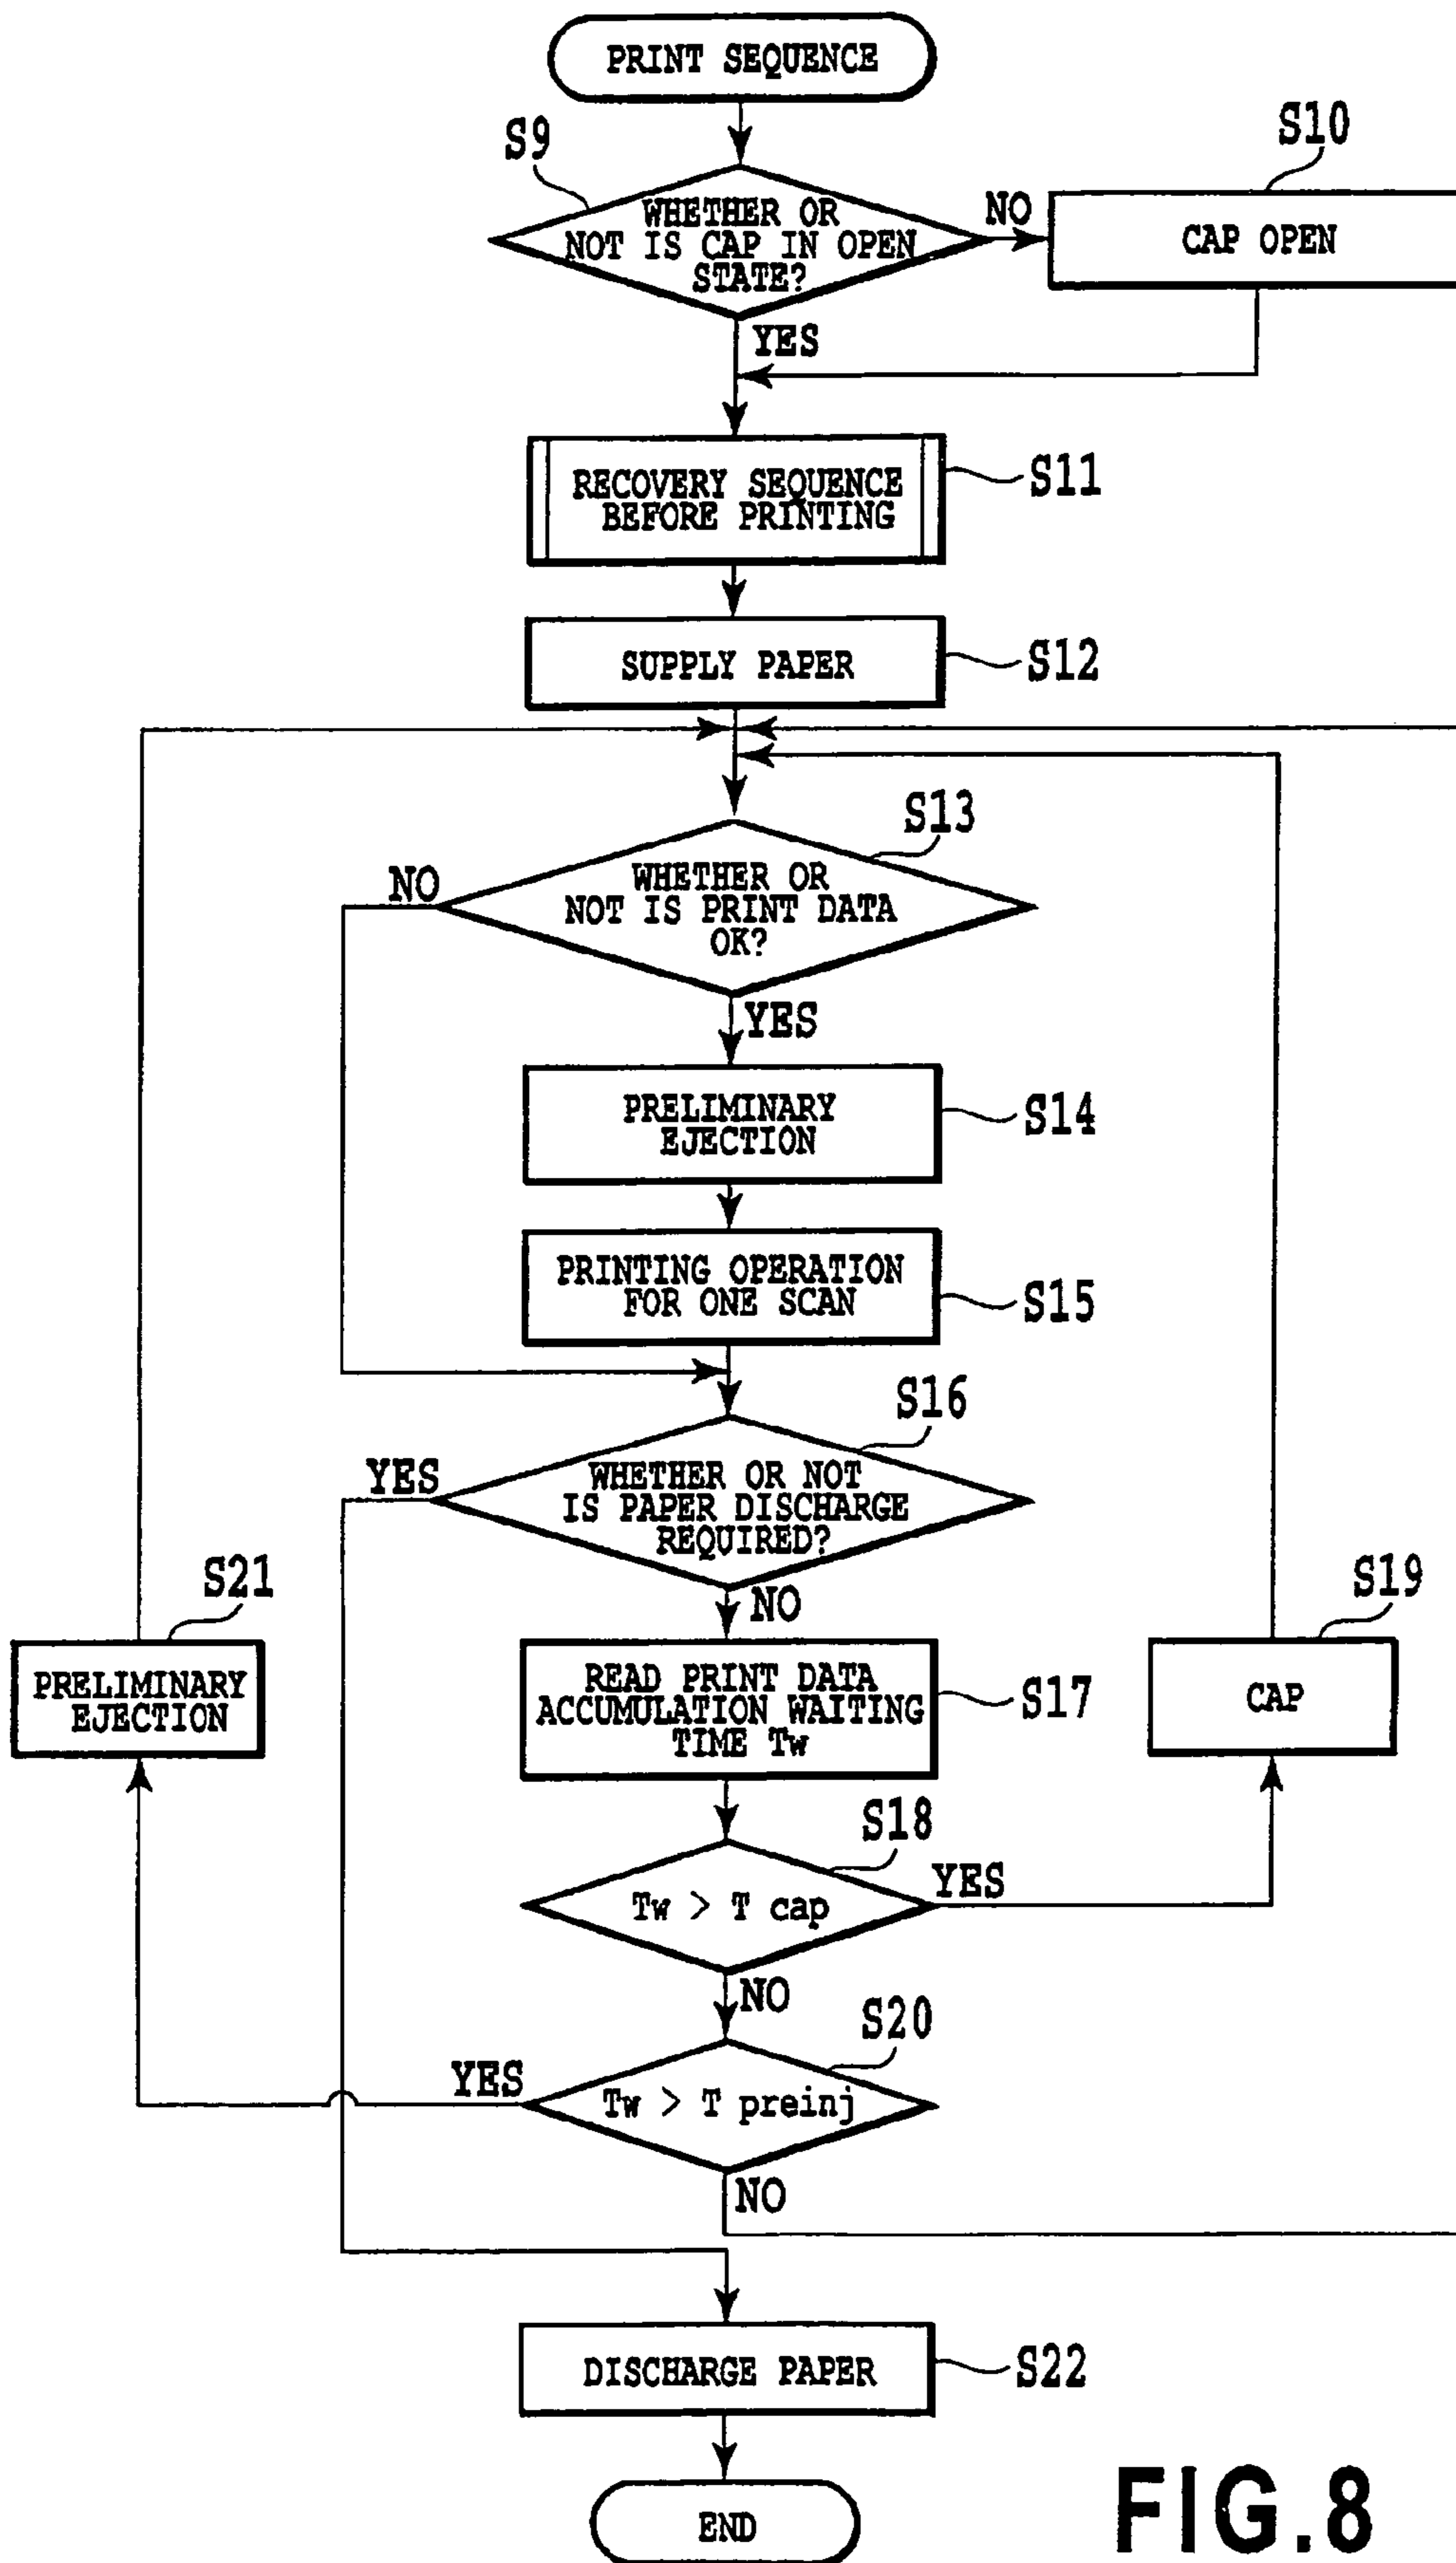 PRINT SEQUENCE
S9
S10
WHETHER OR
NOT IS CAP IN OPEN
STATE?
NO
CAP OPEN
YES
RECOVERY SEQUENCE
BEFORE PRINTING
S11
SUPPLY PAPER
S12
S13
NO
WHETHER OR
NOT IS PRINT DATA
OK?
YES
PRELIMINARY
EJECTION
S14
PRINTING OPERATION
FOR ONE SCAN
S15
S16
YES
WHETHER OR NOT
IS PAPER DISCHARGE
REQUIRED?
NO
S21
S19
PRELIMINARY
EJECTION
READ PRINT DATA
ACCUMULATION WAITING
TIME Tw
S17
CAP
S18
Tw > T cap
YES
NO
S20
YES
Tw > T preinj
NO
DISCHARGE PAPER
S22
END
FIG.8